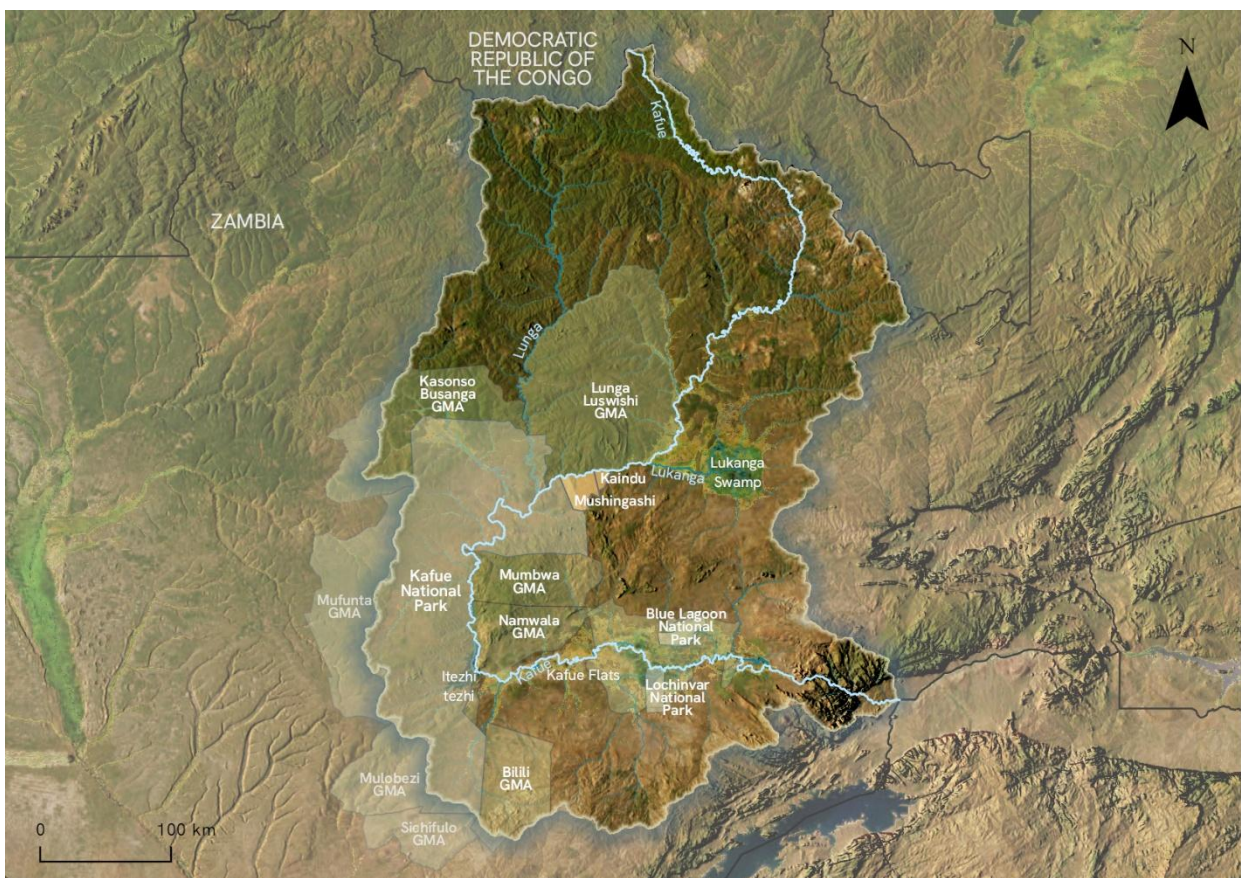 DEMOCRATIC
REPUBLIC OF
THE CONGO
N
Kafue
ZAMBIA
Lunga
Kasonso
Busanga
GMA
Lunga
Luswishi
GMA
Lukanga
Swamp
Lukanga
Kaindu
Mushingashi
Kafue
National
Park
Mumbwa
GMA
Mufunta
GMA
Namwala
GMA
Blue Lagoon
National
Park
Itezhi
tezhi
Kafue
Kafue Flats
Lochinvar
National
Park
Mulobezi
GMA
Bilili
GMA
Sichifulo
GMA
0 100 km